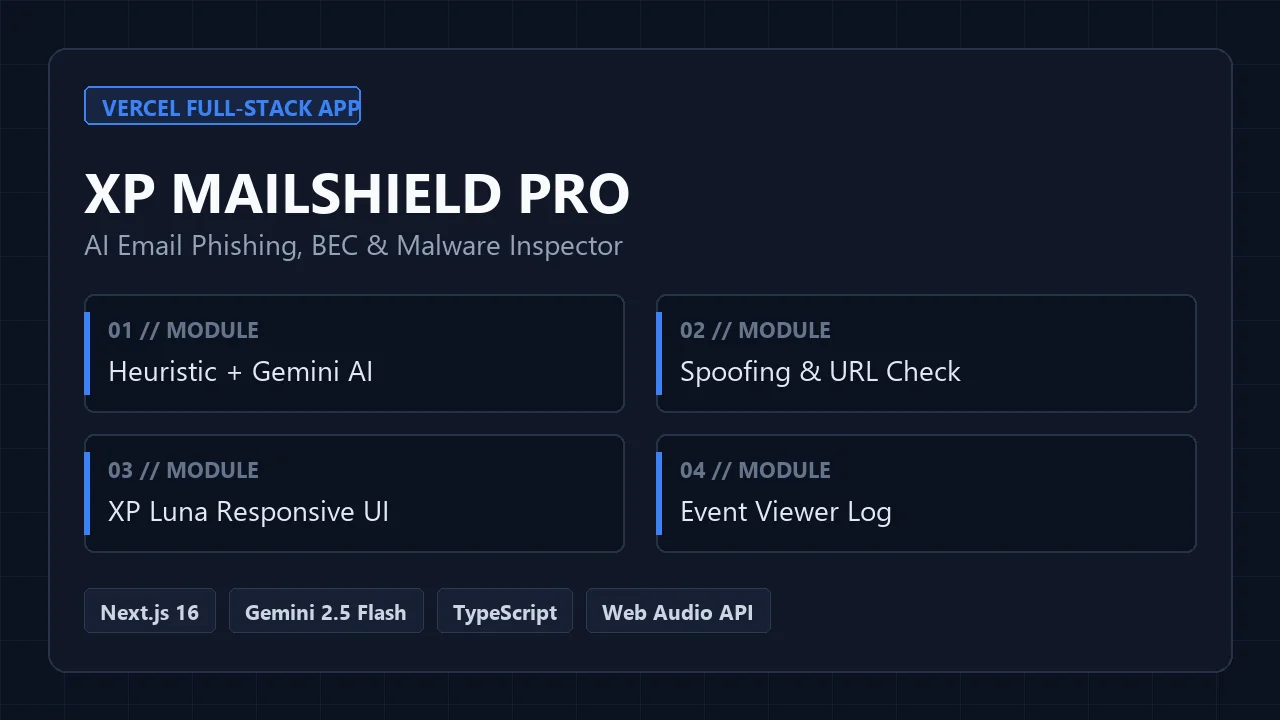 VERCEL FULL-STACK APP
XP MAILSHIELD PRO
AI Email Phishing, BEC & Malware Inspector
01 // MODULE
Heuristic + Gemini AI
02 // MODULE
Spoofing & URL Check
03 // MODULE
XP Luna Responsive UI
04 // MODULE
Event Viewer Log
Next.js 16
Gemini 2.5 Flash
TypeScript
Web Audio API